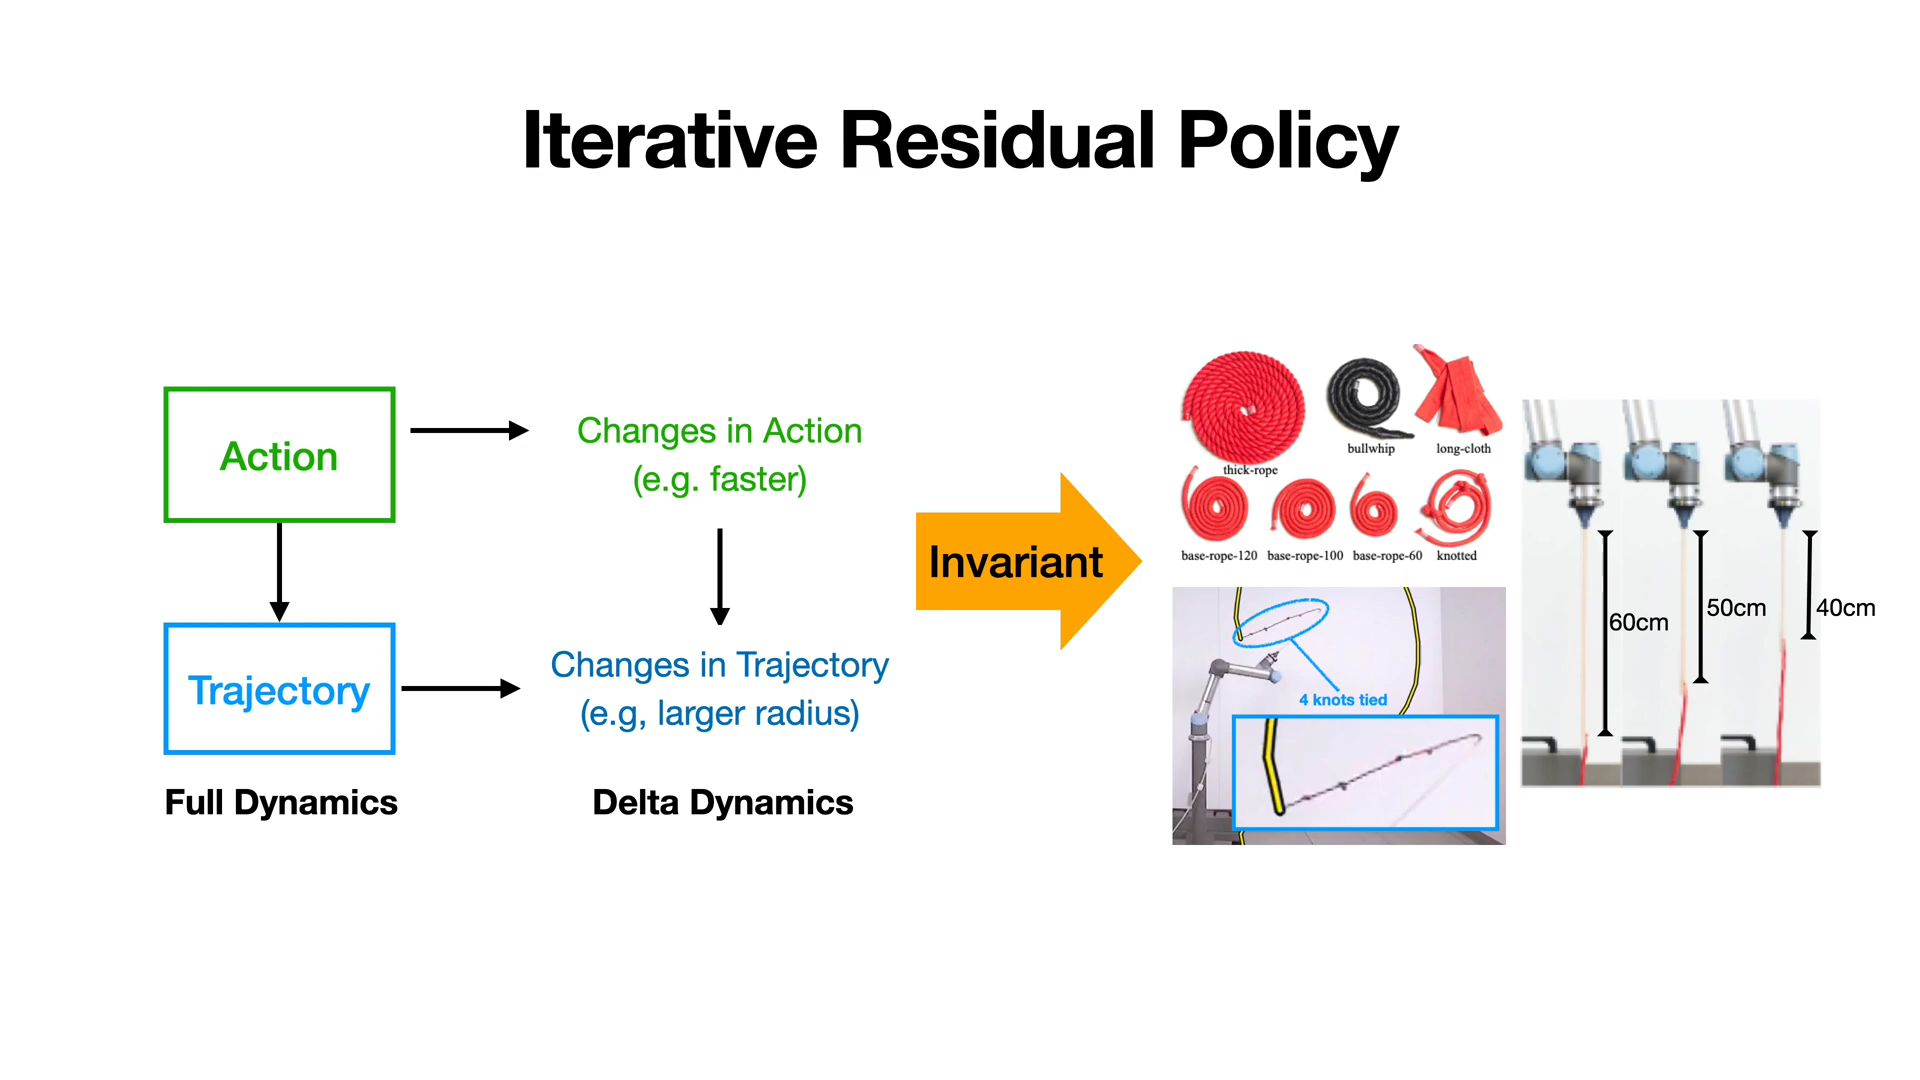 Iterative Residual Policy
Action
Trajectory
Full Dynamics
Changes in Action
(e.g. faster)
Changes in Trajectory
(e.g, larger radius)
Delta Dynamics
Invariant
thick-rope
bullwhip
long-cloth
base-rope-120
base-rope-100
base-rope-60
knotted
4 knots tied
60cm
50cm
40cm